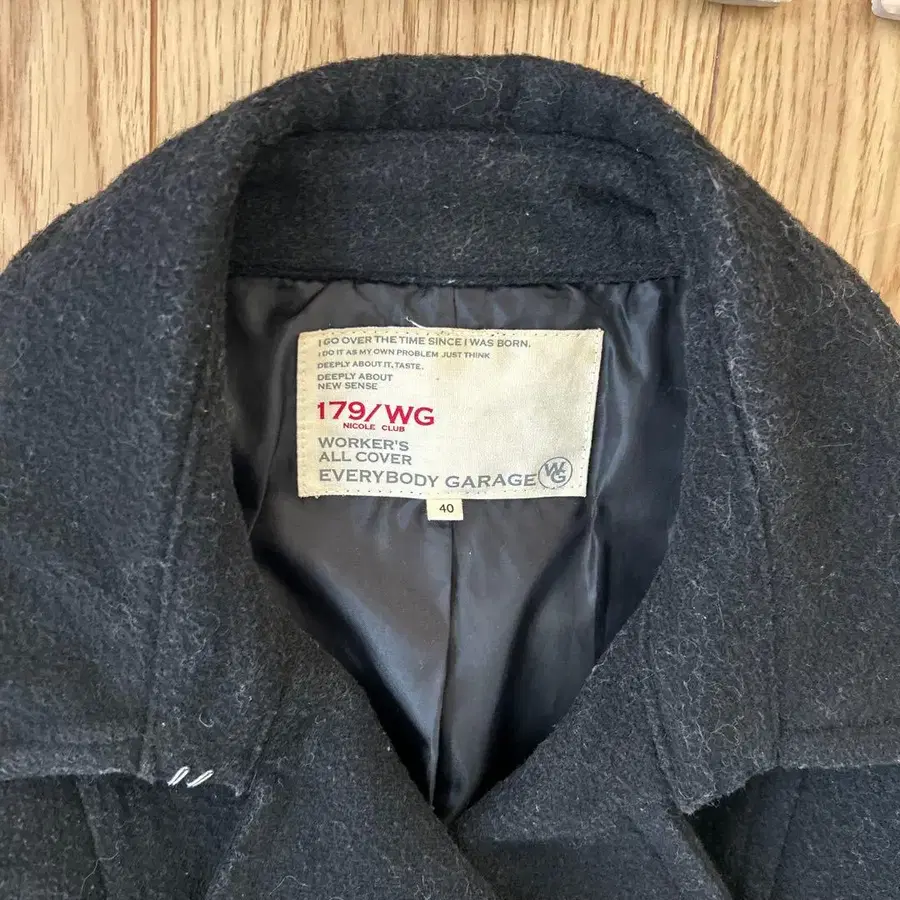 I GO OVER THE TIME SINCE I WAS BORN.
I DO IT AS MY OWN PROBLEM JUST THINK
DEEPLY ABOUT IT, TASTE.
DEEPLY ABOUT
NEW SENSE
179/WG
NICOLE CLUB
WORKER'S
ALL COVER
EVERYBODY GARAGE WG
40